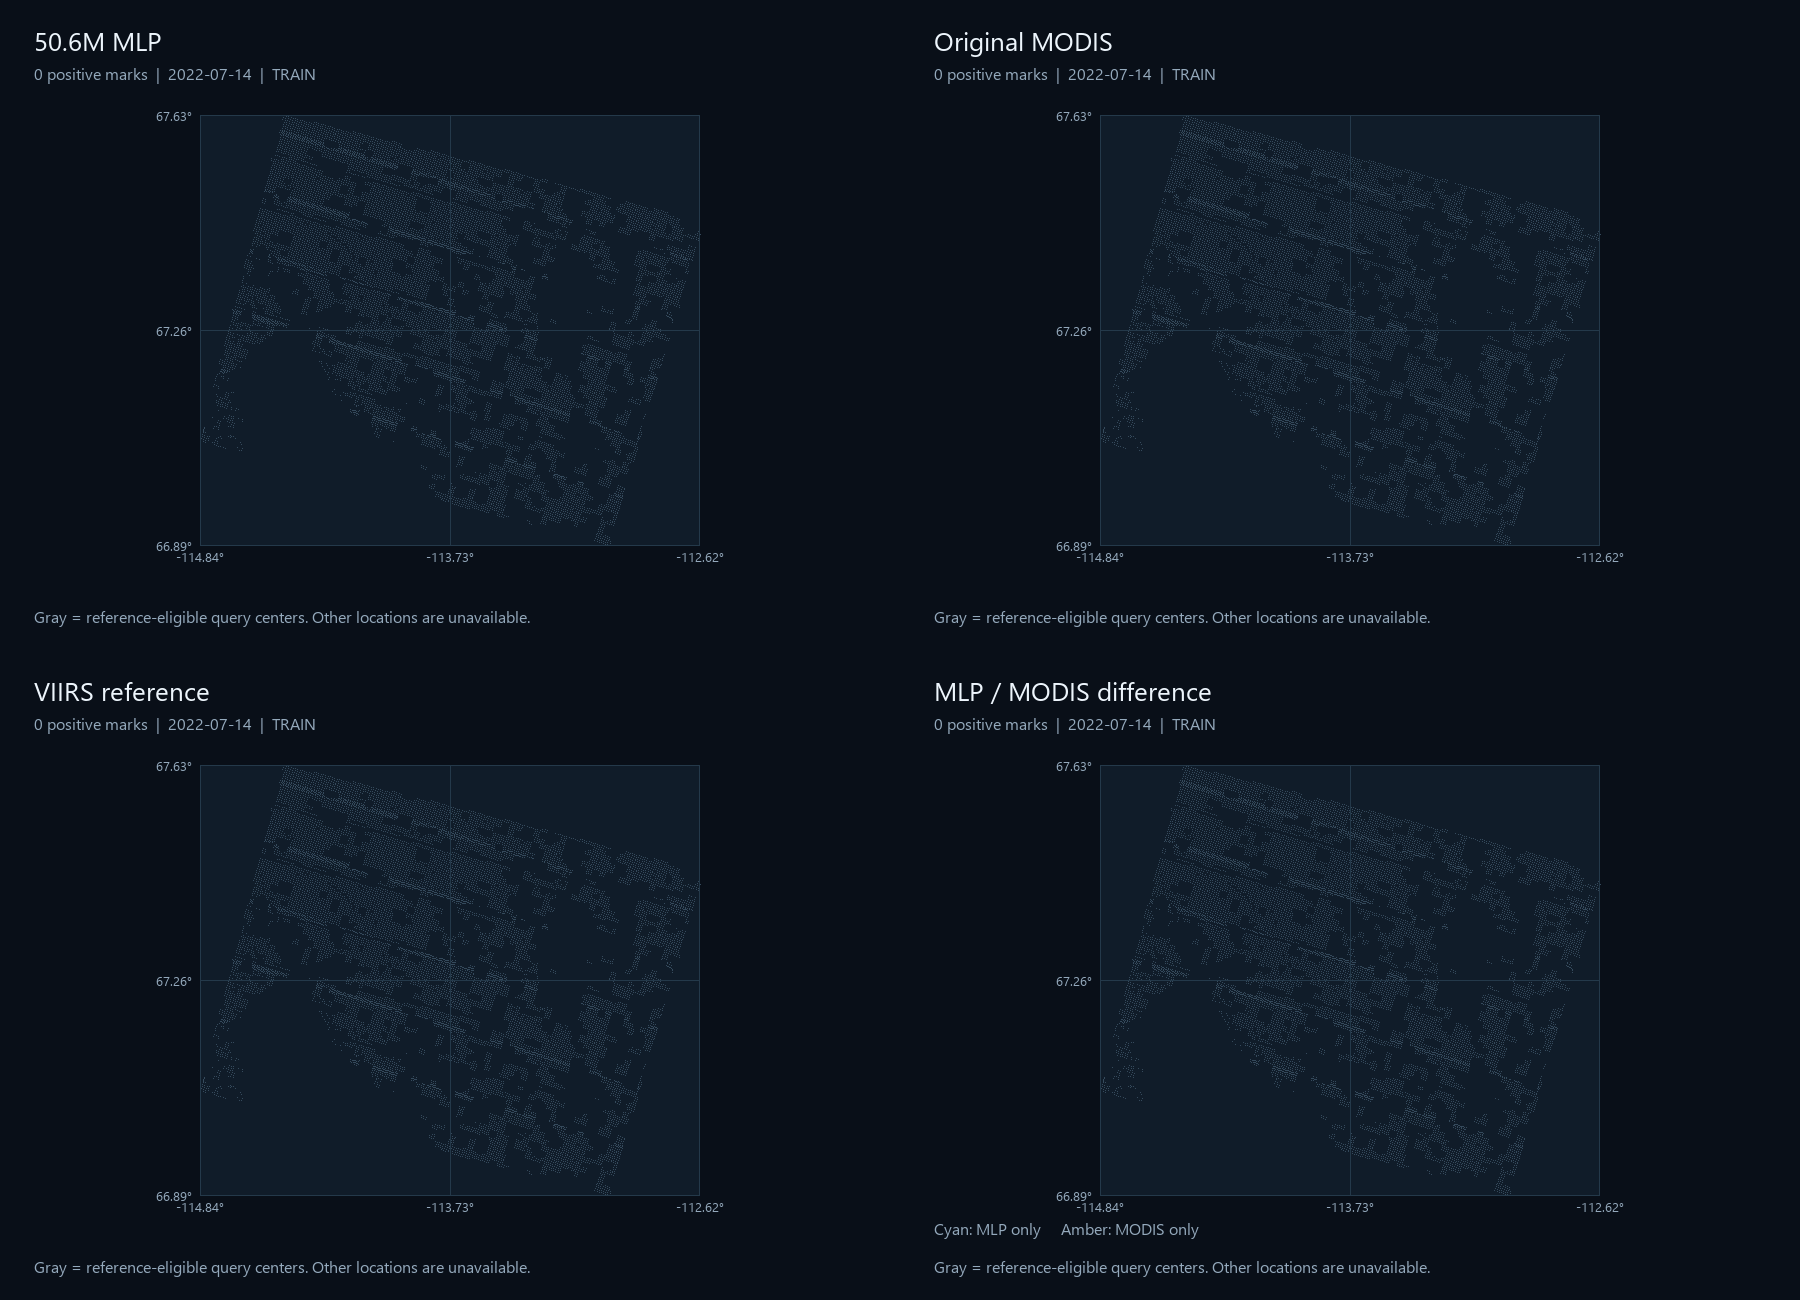 50.6M MLP
0 positive marks | 2022-07-14 | TRAIN
67.63°
67.26°
66.89°
-114.84°
-113.73°
-112.62°
Gray = reference-eligible query centers. Other locations are unavailable.
Original MODIS
0 positive marks | 2022-07-14 | TRAIN
67.63°
67.26°
66.89°
-114.84°
-113.73°
-112.62°
Gray = reference-eligible query centers. Other locations are unavailable.
VIIRS reference
0 positive marks | 2022-07-14 | TRAIN
67.63°
67.26°
66.89°
-114.84°
-113.73°
-112.62°
Gray = reference-eligible query centers. Other locations are unavailable.
MLP / MODIS difference
0 positive marks | 2022-07-14 | TRAIN
67.63°
67.26°
66.89°
-114.84°
-113.73°
-112.62°
Cyan: MLP only Amber: MODIS only
Gray = reference-eligible query centers. Other locations are unavailable.